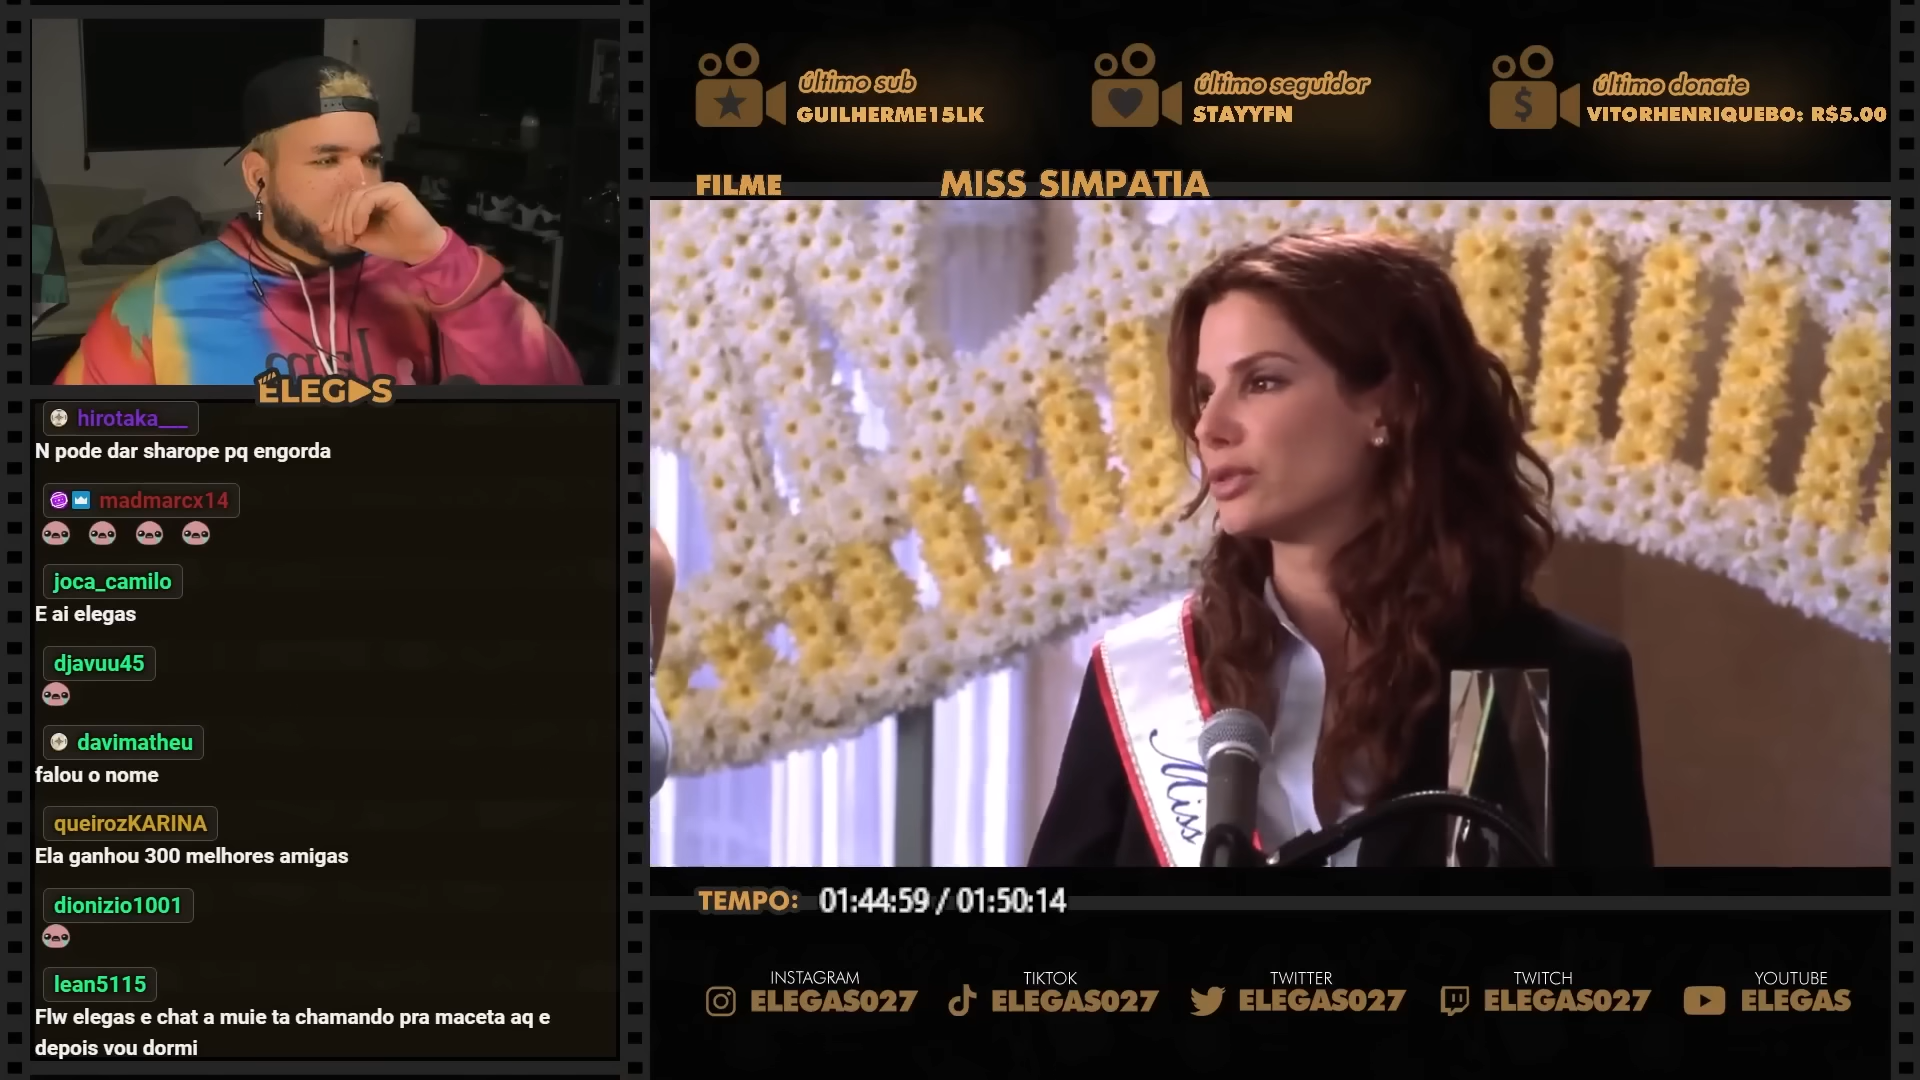 último sub
GUILHERME15LK
último seguidor
STAYYFN
último donate
VITORHENRIQUEBO: R$5.00
FILME
MISS SIMPATIA
ELEGAS
hirotaka___
N pode dar sharope pq engorda
madmarcx14
joca_camilo
E ai elegas
djavuu45
davimatheu
falou o nome
queirozKARINA
Ela ganhou 300 melhores amigas
dionizio1001
lean5115
Flw elegas e chat a muie ta chamando pra maceta aq e
depois vou dormi
Miss
TEMPO: 01:44:59 / 01:50:14
INSTAGRAM
ELEGAS027
TIKTOK
ELEGAS027
TWITTER
ELEGAS027
TWITCH
ELEGAS027
YOUTUBE
ELEGAS